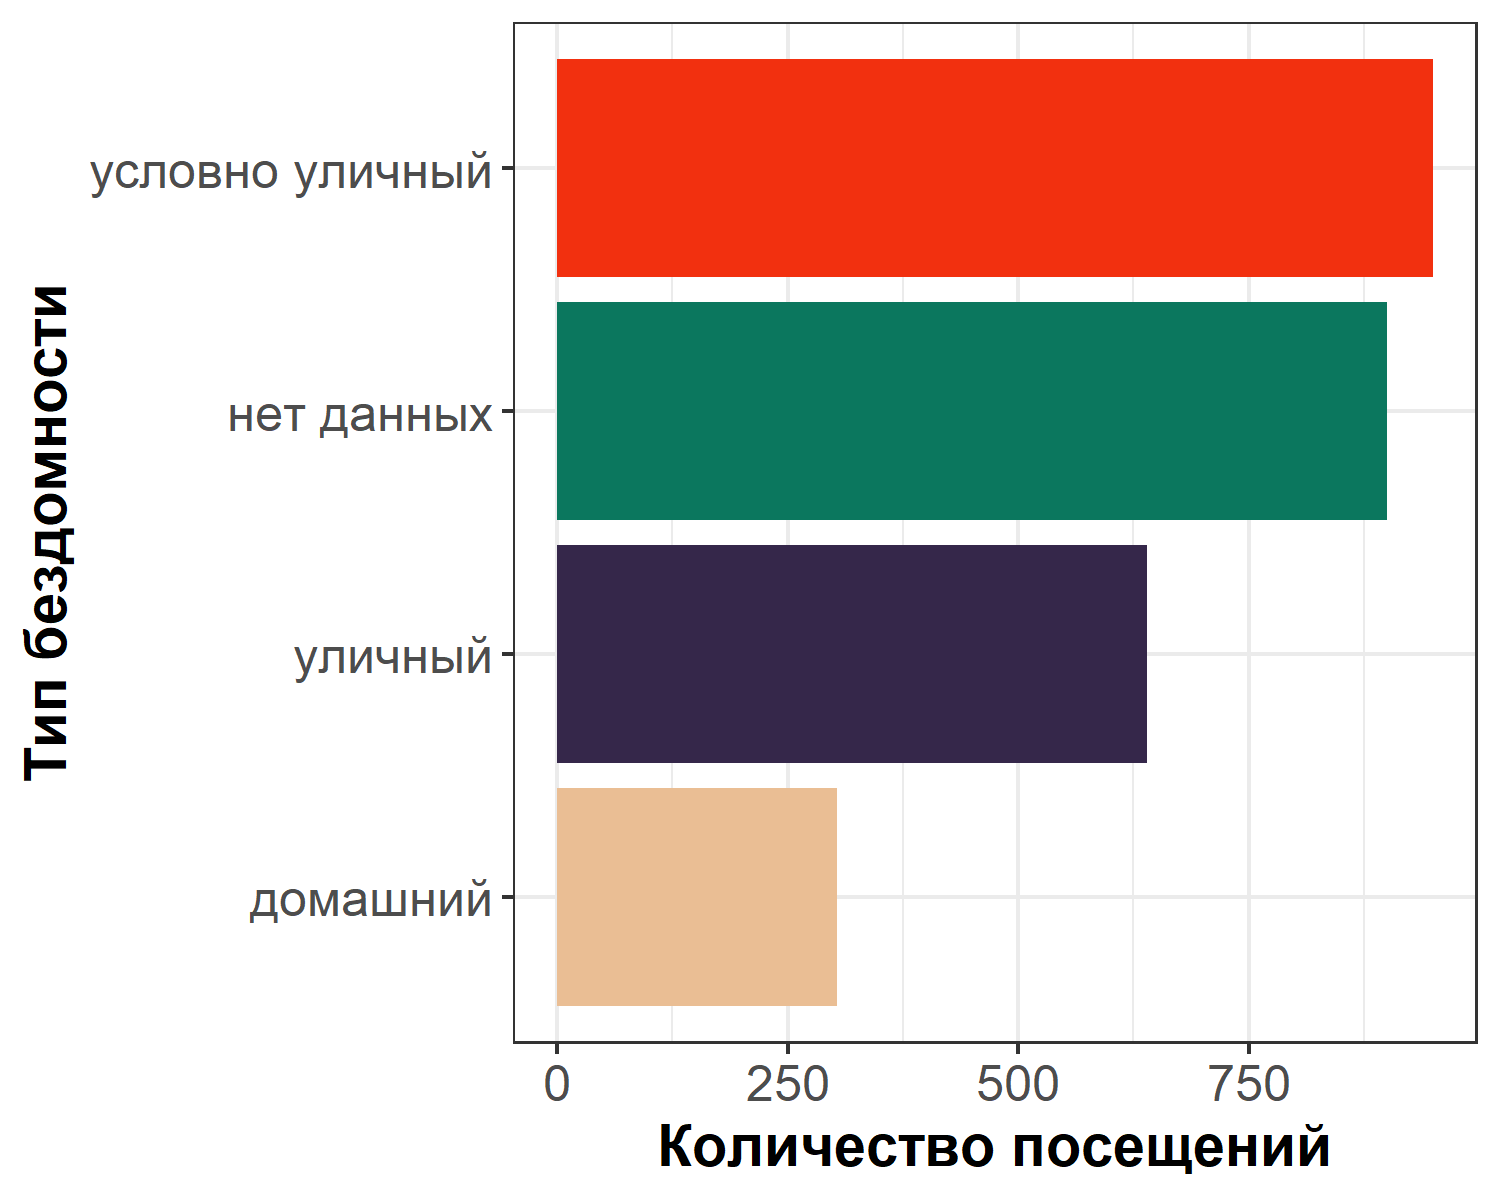 Тип бездомности
условно уличный
нет данных
уличный
домашний
0 250 500 750
Количество посещений